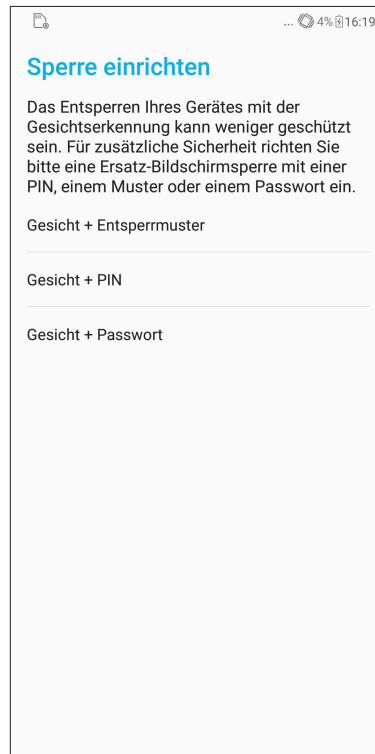 ... 4% 16:19
Sperre einrichten
Das Entsperren Ihres Gerätes mit der
Gesichtserkennung kann weniger geschützt
sein. Für zusätzliche Sicherheit richten Sie
bitte eine Ersatz-Bildschirmsperre mit einer
PIN, einem Muster oder einem Passwort ein.
Gesicht + Entsperrmuster
Gesicht + PIN
Gesicht + Passwort